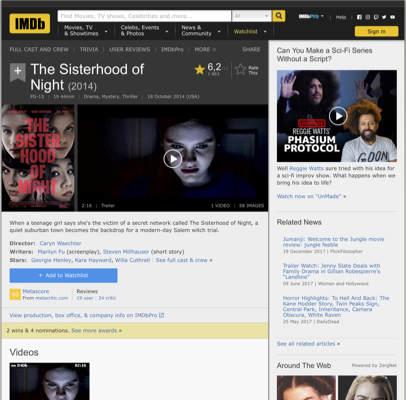 IMDb
Find Movies, TV shows, Celebrities and more...
All
IMDbPro
Help
Movies, TV
& Showtimes
Celebs, Events
& Photos
News &
Community
Watchlist
Sign in
FULL CAST AND CREW | TRIVIA | USER REVIEWS | IMDbPro | MORE
SHARE
The Sisterhood of
Night (2014)
6,2
Rate
This
PG-13 | 1h 44min | Drama, Mystery, Thriller | 10 October 2014 (USA)
THE
SISTER
HOOD
OF
NIGHT
2:16 | Trailer
1 VIDEO | 58 IMAGES
When a teenage girl says she's the victim of a secret network called The Sisterhood of Night, a
quiet suburban town becomes the backdrop for a modern-day Salem witch trial.
Director: Caryn Waechter
Writers: Marilyn Fu (screenplay), Steven Millhauser (short story)
Stars: Georgie Henley, Kara Hayward, Willa Cuthrell | See full cast & crew »
+ Add to Watchlist
Metascore
From metacritic.com
Reviews
19 user | 24 critic
View production, box office, & company info on IMDbPro
2 wins & 4 nominations. See more awards »
Videos
Can You Make a Sci-Fi Series
Without a Script?
REGGIE WATTS'
PHASIUM
PROTOCOL
Well Reggie Watts sure tried with his idea for
a sci-fi improv show. What happens when we
bring his idea to life?
Watch now on "UnMade" »
Related News
Jumanji: Welcome to the Jungle movie
review: jungle feeble
19 December 2017 | FlickFilosopher
Trailer Watch: Jenny Slate Deals with
Family Drama in Gillian Robespierre's
"Landline"
09 June 2017 | Women and Hollywood
Horror Highlights: To Hell And Back: The
Kane Hodder Story, Twin Peaks Sign,
Central Park, Inheritance, Camera
Obscura, White Raven
25 May 2017 | DailyDead
See all related articles »
Around The Web
Powered by ZergNet